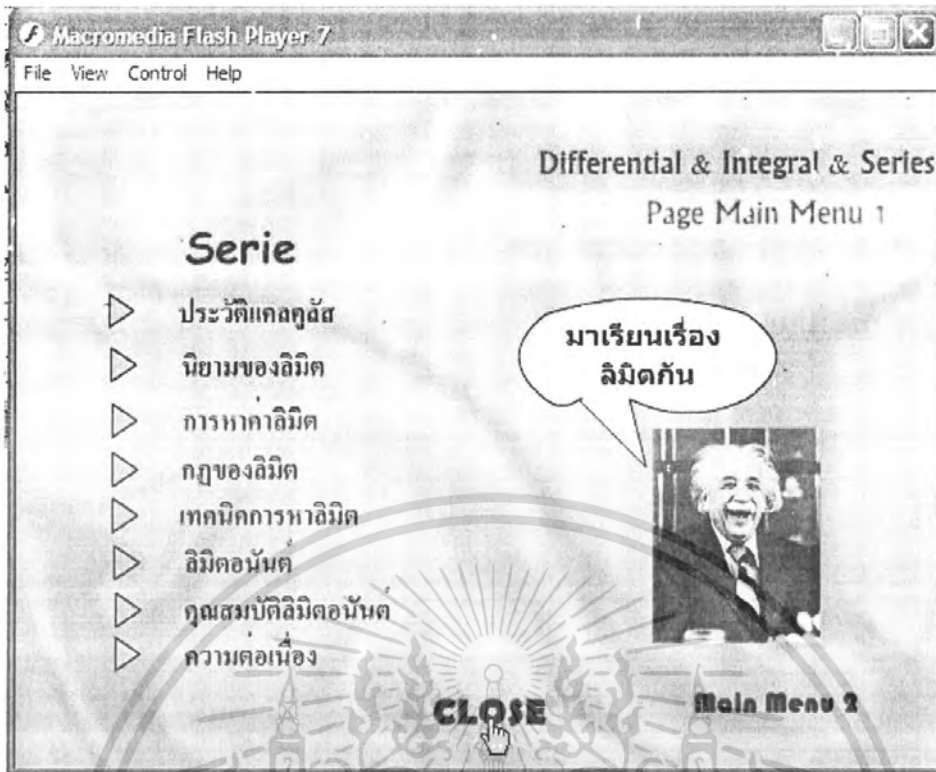 Macromedia Flash Player 7
File View Control Help
Differential & Integral & Series
Page Main Menu 1
Serie
ประวัติแคลคูลัส
นิยามของลิมิต
การหาค่าลิมิต
กฎของลิมิต
เทคนิคการหาลิมิต
ลิมิตอนันต์
คุณสมบัติลิมิตอนันต์
ความต่อเนื่อง
มาเรียนเรื่อง
ลิมิตกัน
CLOSE
Main Menu 2